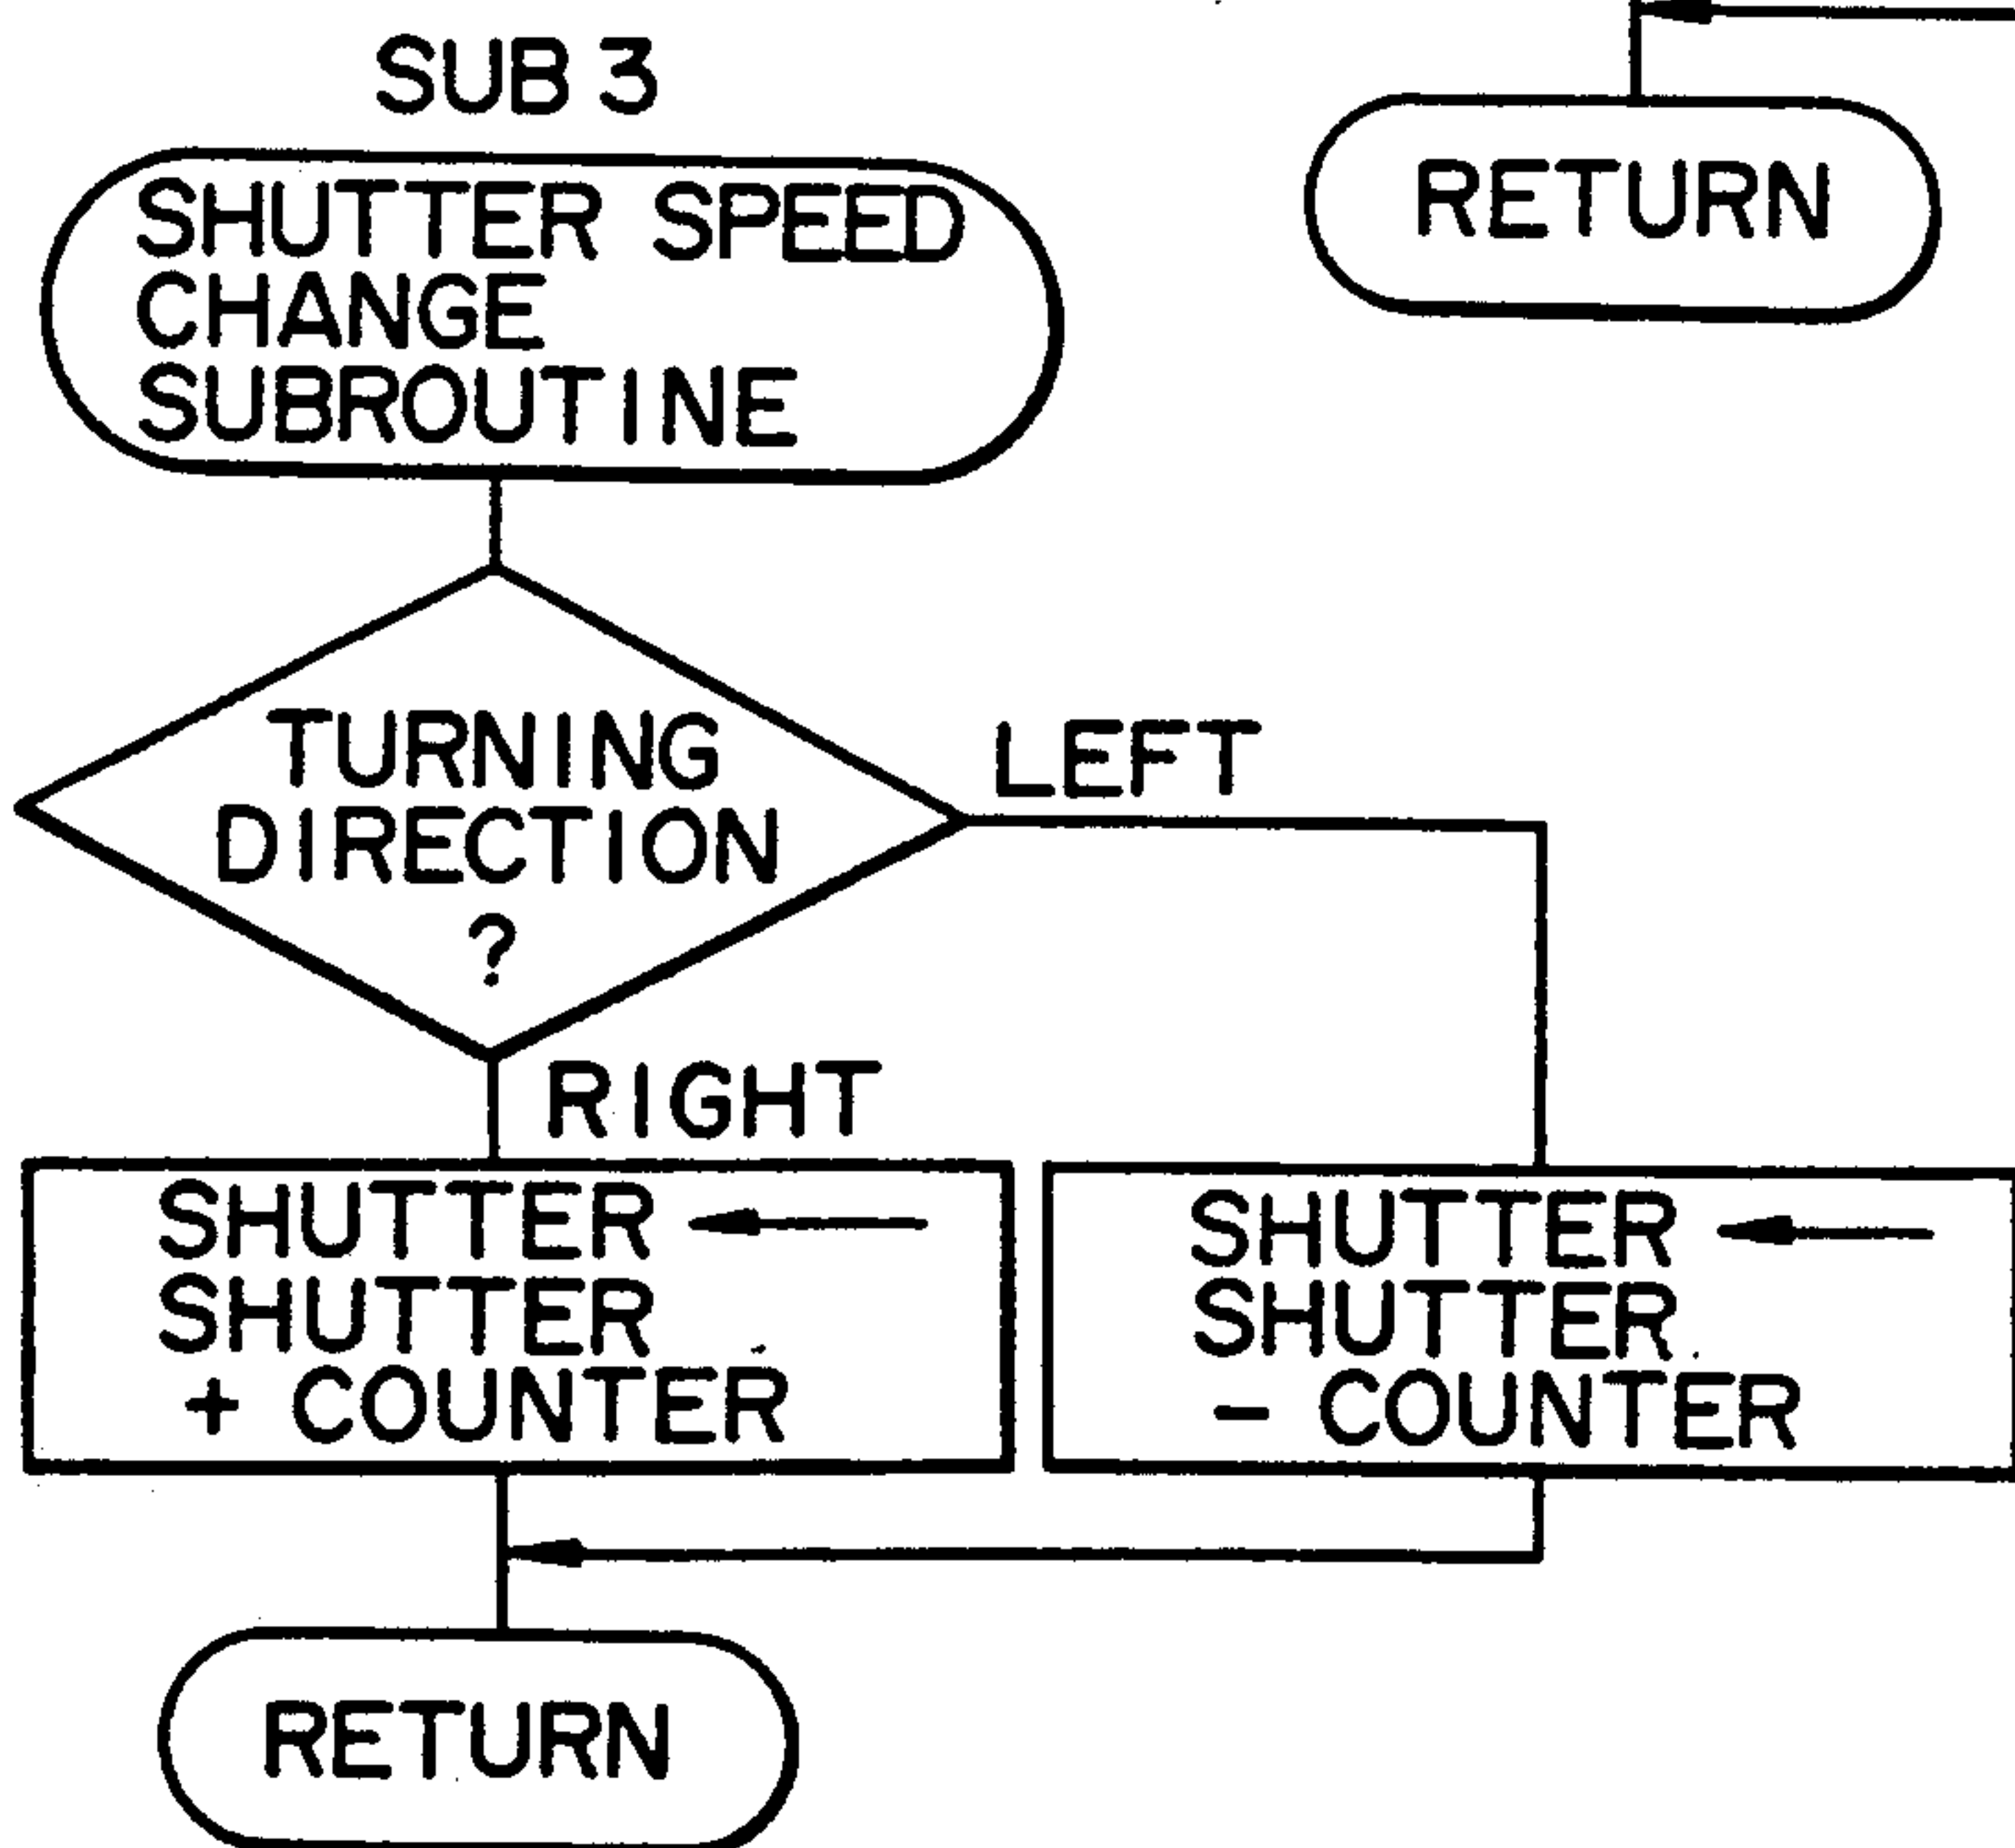 SUB 3
SHUTTER SPEED
CHANGE
SUBROUTINE
RETURN
TURNING
DIRECTION
?
LEFT
RIGHT
SHUTTER ←
SHUTTER
+ COUNTER
SHUTTER ←
SHUTTER
- COUNTER
RETURN